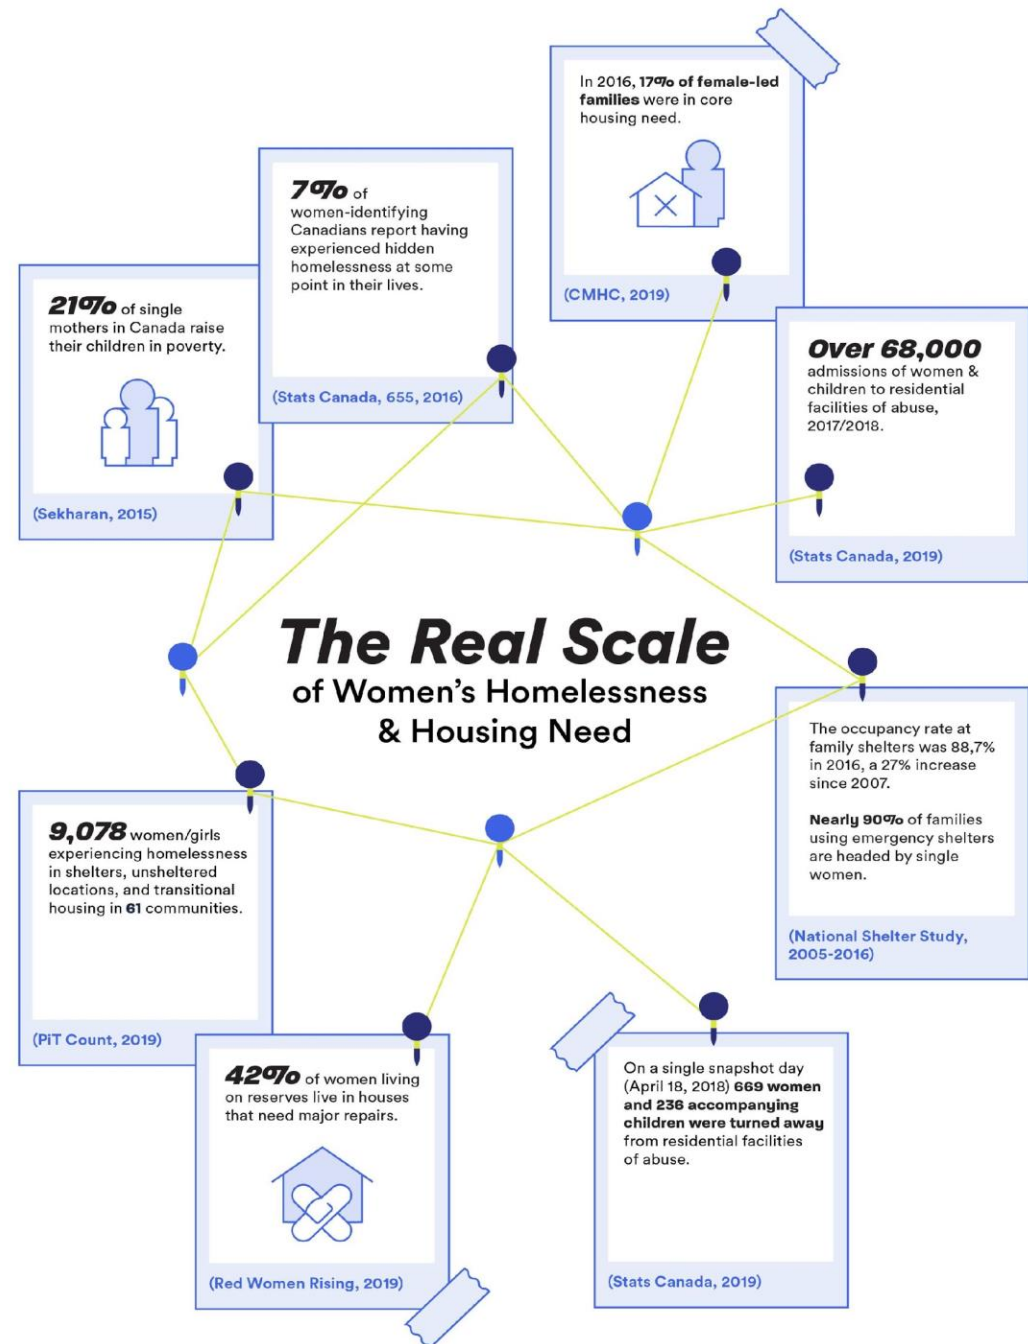 In 2016, 17% of female-led
families were in core
housing need.
(CMHC, 2019)
7% of
women-identifying
Canadians report having
experienced hidden
homelessness at some
point in their lives.
(Stats Canada, 655, 2016)
21% of single
mothers in Canada raise
their children in poverty.
(Sekharan, 2015)
Over 68,000
admissions of women &
children to residential
facilities of abuse,
2017/2018.
(Stats Canada, 2019)
The Real Scale
of Women's Homelessness
& Housing Need
The occupancy rate at
family shelters was 88,7%
in 2016, a 27% increase
since 2007.
Nearly 90% of families
using emergency shelters
are headed by single
women.
(National Shelter Study,
2005-2016)
9,078 women/girls
experiencing homelessness
in shelters, unsheltered
locations, and transitional
housing in 61 communities.
(PiT Count, 2019)
42% of women living
on reserves live in houses
that need major repairs.
(Red Women Rising, 2019)
On a single snapshot day
(April 18, 2018) 669 women
and 236 accompanying
children were turned away
from residential facilities
of abuse.
(Stats Canada, 2019)